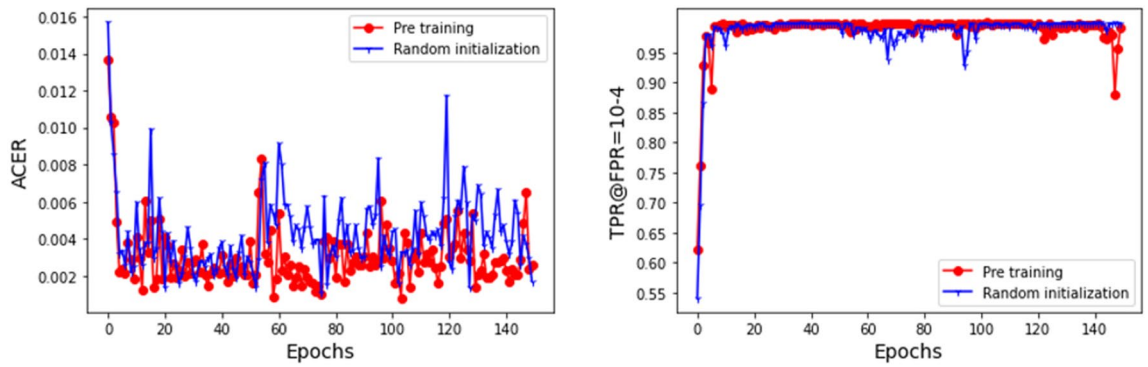 0.016
0.014
0.012
0.010
0.008
0.006
0.004
0.002
ACER
Pre training
Random initialization
0 20 40 60 80 100 120 140
Epochs
0.95
0.90
0.85
0.80
0.75
0.70
0.65
0.60
0.55
TPR@FPR=10-4
Pre training
Random initialization
0 20 40 60 80 100 120 140
Epochs